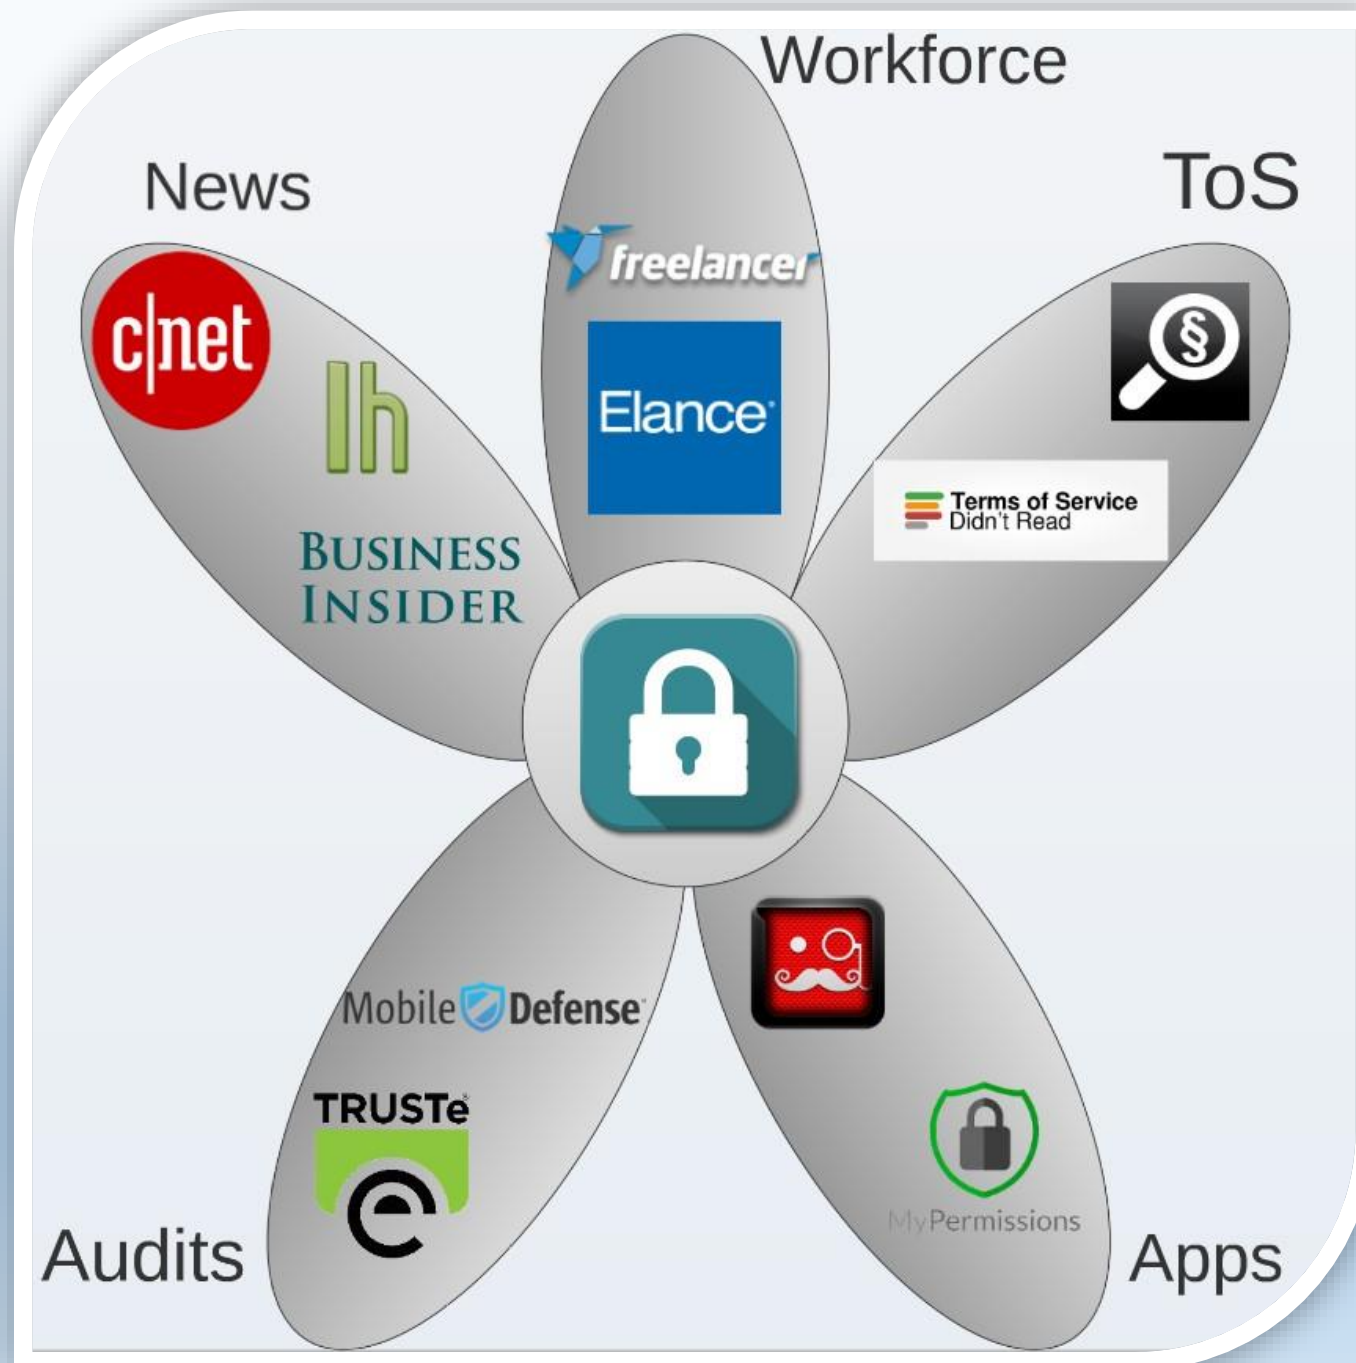 Workforce
News
ToS
freelancer
c|net
§
lh
Elance
Terms of Service
Didn't Read
BUSINESS
INSIDER
Mobile Defense
TRUSTe
e
MyPermissions
Audits
Apps